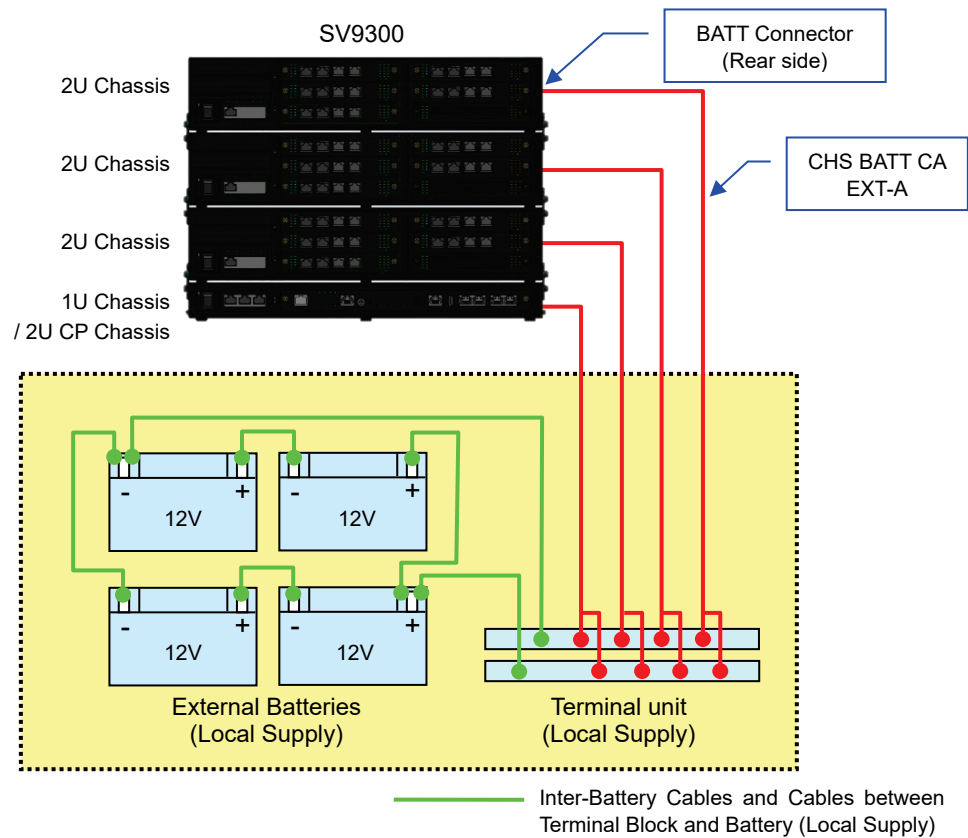 SV9300
BATT Connector
(Rear side)
2U Chassis
2U Chassis
CHS BATT CA
EXT-A
2U Chassis
1U Chassis
/ 2U CP Chassis
- +
12V
- +
12V
- +
12V
- +
12V
External Batteries
(Local Supply)
Terminal unit
(Local Supply)
Inter-Battery Cables and Cables between
Terminal Block and Battery (Local Supply)